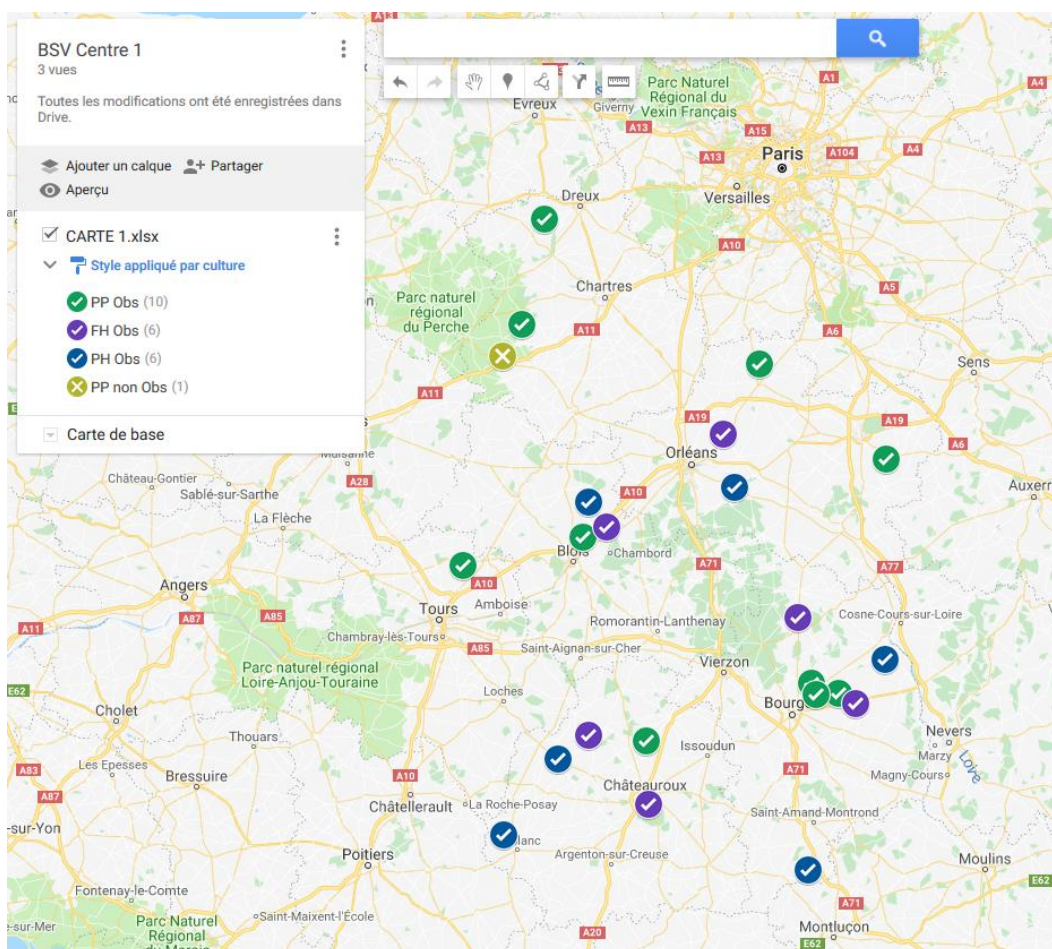 BSV Centre 1
3 vues
Toutes les modifications ont été enregistrées dans
Drive.
Ajouter un calque
Partager
Aperçu
CARTE 1.xlsx
Style appliqué par culture
PP Obs (10)
FH Obs (6)
PH Obs (6)
PP non Obs (1)
Carte de base
A13
Evreux
Giverny
Parc Naturel
Régional du
Vexin Français
A1
A4
A13
A15
Paris
A104
A4
A13
Versailles
Dreux
A10
Chartres
A5
Parc naturel
régional
du Perche
A11
A6
Sens
A11
A19
A19
A6
Orléans
Auxerr
Château-Gontier
Sablé-sur-Sarthe
A28
La Flèche
A10
Blois
Chambord
A71
A77
Angers
A10
A87
A85
Tours
Amboise
Romorantin-Lanthenay
Cosne-Cours-sur-Loire
A11
Chambray-lès-Tours
A85
Saint-Aignan-sur-Cher
Vierzon
Parc naturel régional
Loire-Anjou-Touraine
E62
Loches
Bourg
Cholet
Thouars
Issoudun
Nevers
Marzy
Loire
Les Epesses
A83
Bressuire
A10
A71
Magny-Cours
A87
Châteauroux
Châtellerault
La Roche-Posay
Saint-Amand-Montrond
-sur-Yon
lanc
Poitiers
Argenton-sur-Creuse
Moulins
E62
Fontenay-le-Comte
A71
e-sur-Mer
Parc Naturel
Régional
Saint-Maixent-l'École
A20
Montluçon
E62